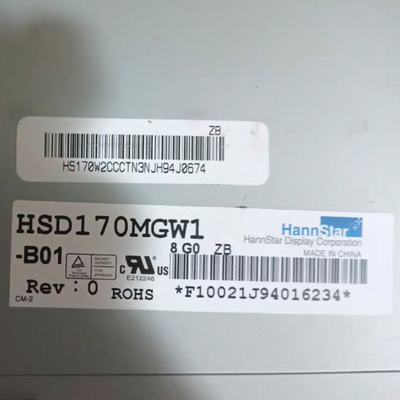 ZB
HS170W2CCCTN3NJH94J0674
HSD170MGW1
HannStar
HannStar Display Corporation
-B01
8 G0 ZB
MADE IN CHINA
C US
E212246
Rev : 0 ROHS
*F10021J94016234*
CM-2